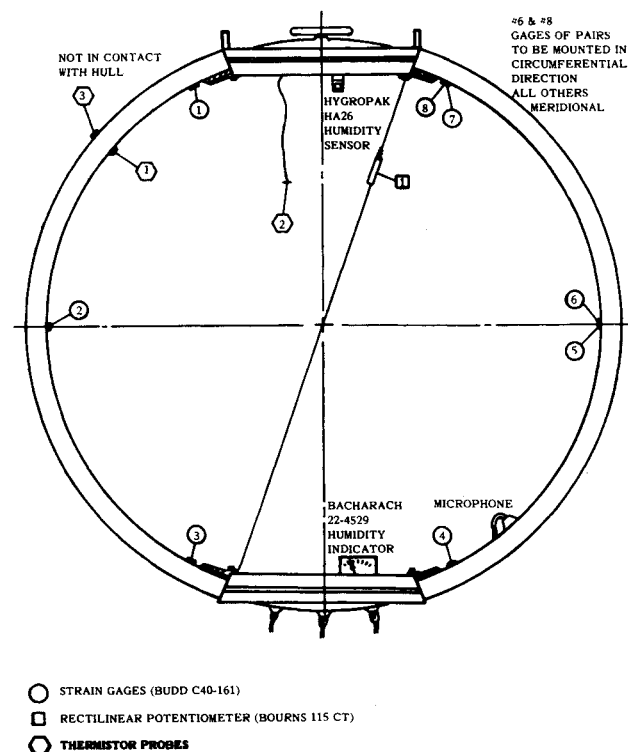 #6 & #8
GAGES OF PAIRS
TO BE MOUNTED IN
CIRCUMFERENTIAL
DIRECTION
ALL OTHERS
MERIDIONAL
NOT IN CONTACT
WITH HULL
3
1
1
2
HYGROPAK
HA26
HUMIDITY
SENSOR
8
7
1
2
6
5
3
BACHARACH
22-4529
HUMIDITY
INDICATOR
MICROPHONE
4
STRAIN GAGES (BUDD C40-161)
RECTILINEAR POTENTIOMETER (BOURNS 115 CT)
THERMISTOR PROBES